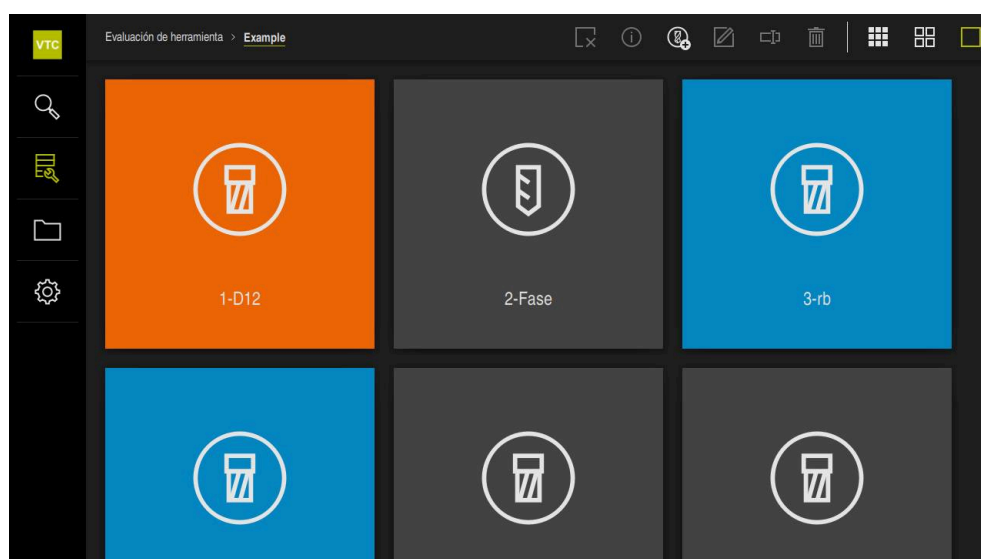 VTC
Evaluación de herramienta > Example
1-D12
2-Fase
3-rb